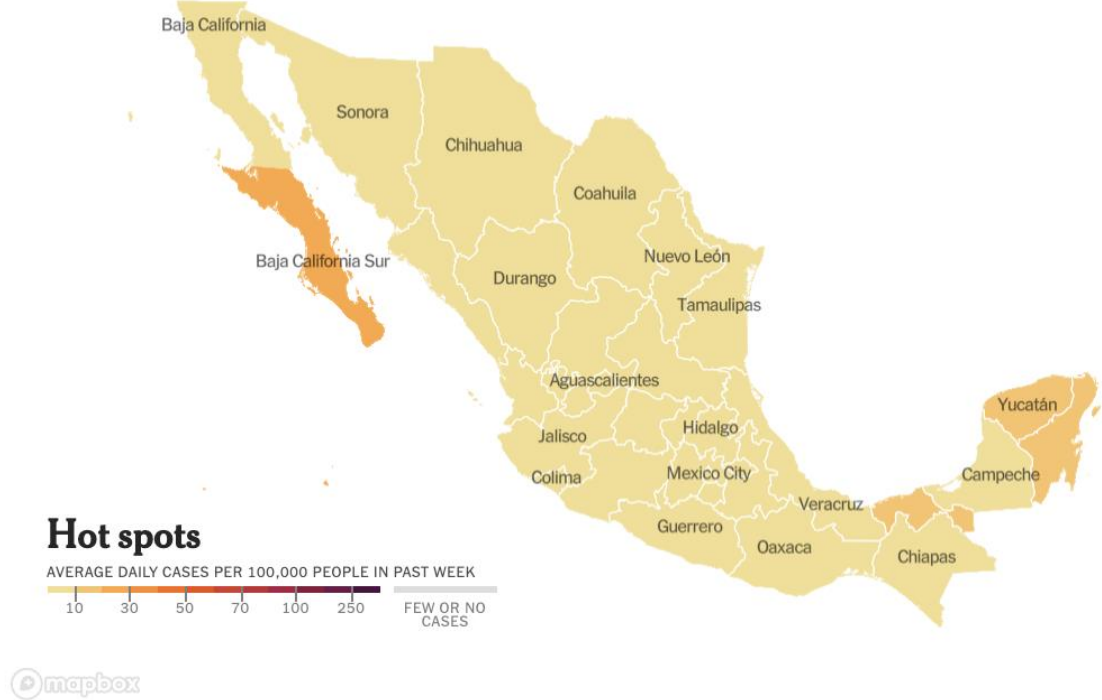 Baja California
Sonora
Chihuahua
Coahuila
Baja California Sur
Nuevo León
Durango
Tamaulipas
Aguascalientes
Yucatán
Hidalgo
Jalisco
Mexico City
Campeche
Colima
Veracruz
Guerrero
Oaxaca
Chiapas
Hot spots
AVERAGE DAILY CASES PER 100,000 PEOPLE IN PAST WEEK
10 30 50 70 100 250 FEW OR NO
CASES
mapbox